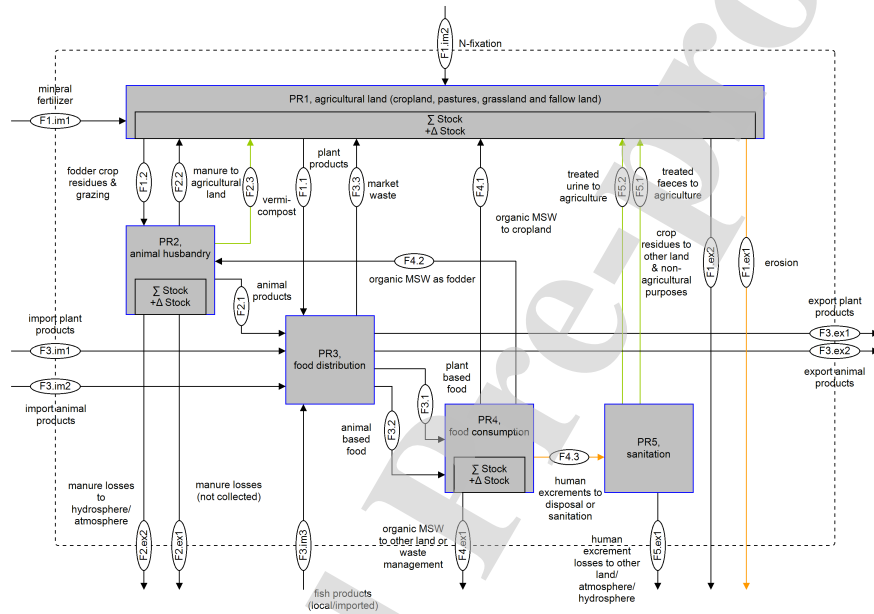 F1.im2
N-fixation
mineral
fertilizer
F1.im1
PR1, agricultural land (cropland, pastures, grassland and fallow land)
∑ Stock
+Δ Stock
fodder crop
residues &
grazing
F1.2
manure to
agricultural
land
F2.2
F2.3
vermi-
compost
plant
products
F1.1
F3.3
market
waste
F4.1
organic MSW
to cropland
treated
urine to
agriculture
F5.2
F5.1
treated
faeces to
agriculture
crop
residues to
other land
& non-
agricultural
purposes
F1.ex2
F1.ex1
erosion
PR2,
animal husbandry
∑ Stock
+Δ Stock
F4.2
organic MSW as fodder
F2.1
animal
products
import plant
products
F3.im1
F3.im2
import animal
products
PR3,
food distribution
export plant
products
F3.ex1
F3.ex2
export animal
products
plant
based
food
F3.1
F3.2
animal
based
food
PR4,
food consumption
∑ Stock
+Δ Stock
F4.3
human
excrements to
disposal or
sanitation
PR5,
sanitation
manure losses
to
hydrosphere/
atmosphere
F2.ex2
manure losses
(not collected)
F2.ex1
F3.im3
fish products
(local/imported)
organic MSW
to other land or
waste
management
F4.ex1
human
excrement
losses to other
land/
atmosphere/
hydrosphere
F5.ex1
Pre-pro